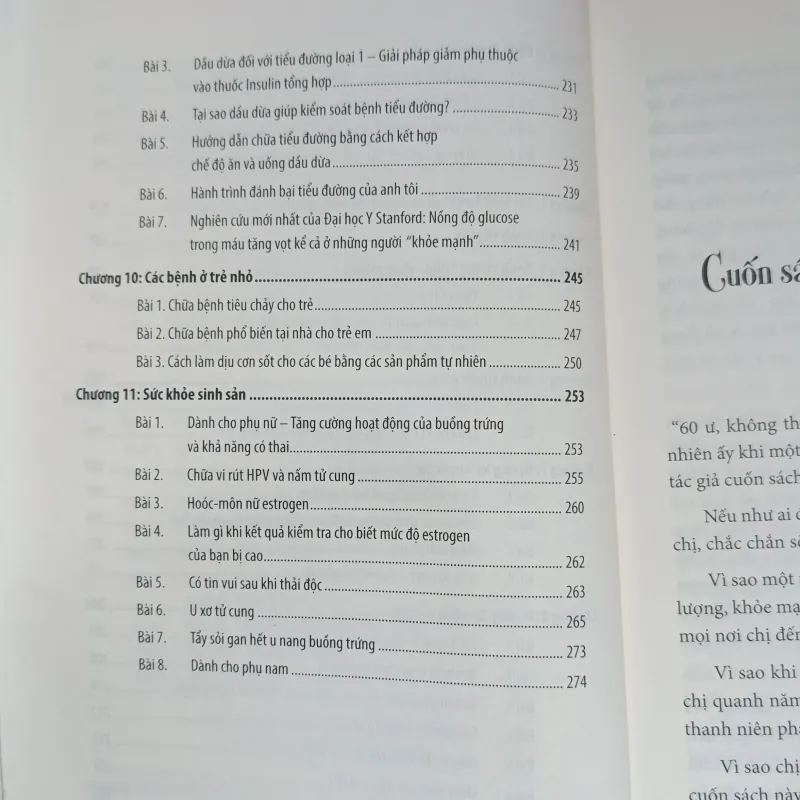 Bài 3. Dầu dừa đối với tiểu đường loại 1 – Giải pháp giảm phụ thuộc
vào thuốc Insulin tổng hợp 231
Bài 4. Tại sao dầu dừa giúp kiểm soát bệnh tiểu đường? 233
Bài 5. Hướng dẫn chữa tiểu đường bằng cách kết hợp
chế độ ăn và uống dầu dừa 235
Bài 6. Hành trình đánh bại tiểu đường của anh tôi 239
Bài 7. Nghiên cứu mới nhất của Đại học Y Stanford: Nồng độ glucose
trong máu tăng vọt kể cả ở những người “khỏe mạnh” 241
Chương 10: Các bệnh ở trẻ nhỏ 245
Bài 1. Chữa bệnh tiêu chảy cho trẻ 245
Bài 2. Chữa bệnh phổ biến tại nhà cho trẻ em 247
Bài 3. Cách làm dịu cơn sốt cho các bé bằng các sản phẩm tự nhiên 250
Chương 11: Sức khỏe sinh sản 253
Bài 1. Dành cho phụ nữ – Tăng cường hoạt động của buồng trứng
và khả năng có thai 253
Bài 2. Chữa vi rút HPV và nấm tử cung 255
Bài 3. Hoóc-môn nữ estrogen 260
Bài 4. Làm gì khi kết quả kiểm tra cho biết mức độ estrogen
của bạn bị cao 262
Bài 5. Có tin vui sau khi thải độc 263
Bài 6. U xơ tử cung 265
Bài 7. Tẩy sỏi gan hết u nang buồng trứng 273
Bài 8. Dành cho phụ nam 274
Cuốn
“60 ư, không
nhiên ấy khi một
tác giả cuốn sách
Nếu như ai
chị, chắc chắn
Vì sao một
lượng, khỏe
mọi nơi chị đến
Vì sao khi
chị quanh năm
thanh niên
Vì sao chị
cuốn sách này